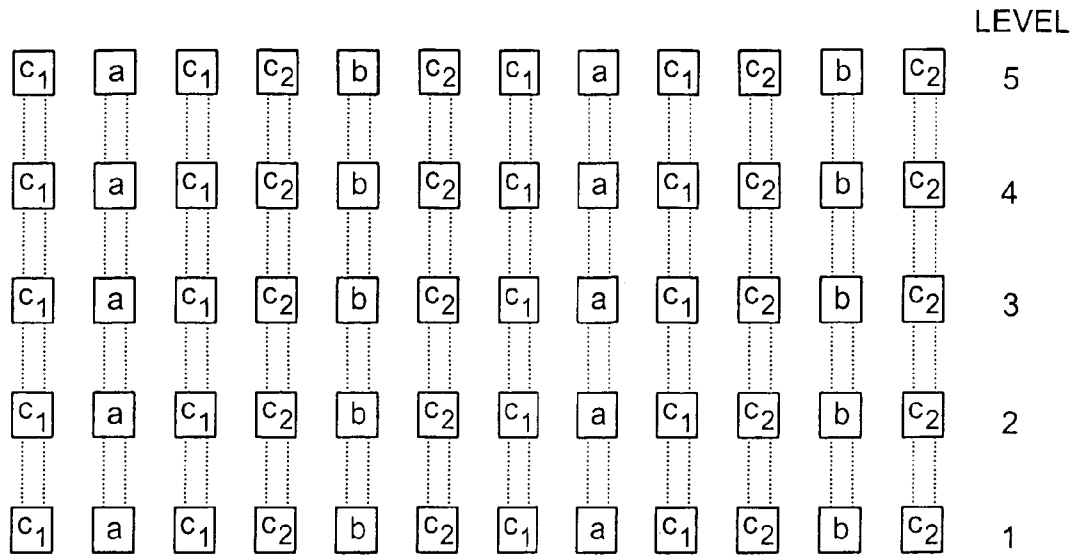 LEVEL
c₁ a c₁ c₂ b c₂ c₁ a c₁ c₂ b c₂ 5
c₁ a c₁ c₂ b c₂ c₁ a c₁ c₂ b c₂ 4
c₁ a c₁ c₂ b c₂ c₁ a c₁ c₂ b c₂ 3
c₁ a c₁ c₂ b c₂ c₁ a c₁ c₂ b c₂ 2
c₁ a c₁ c₂ b c₂ c₁ a c₁ c₂ b c₂ 1